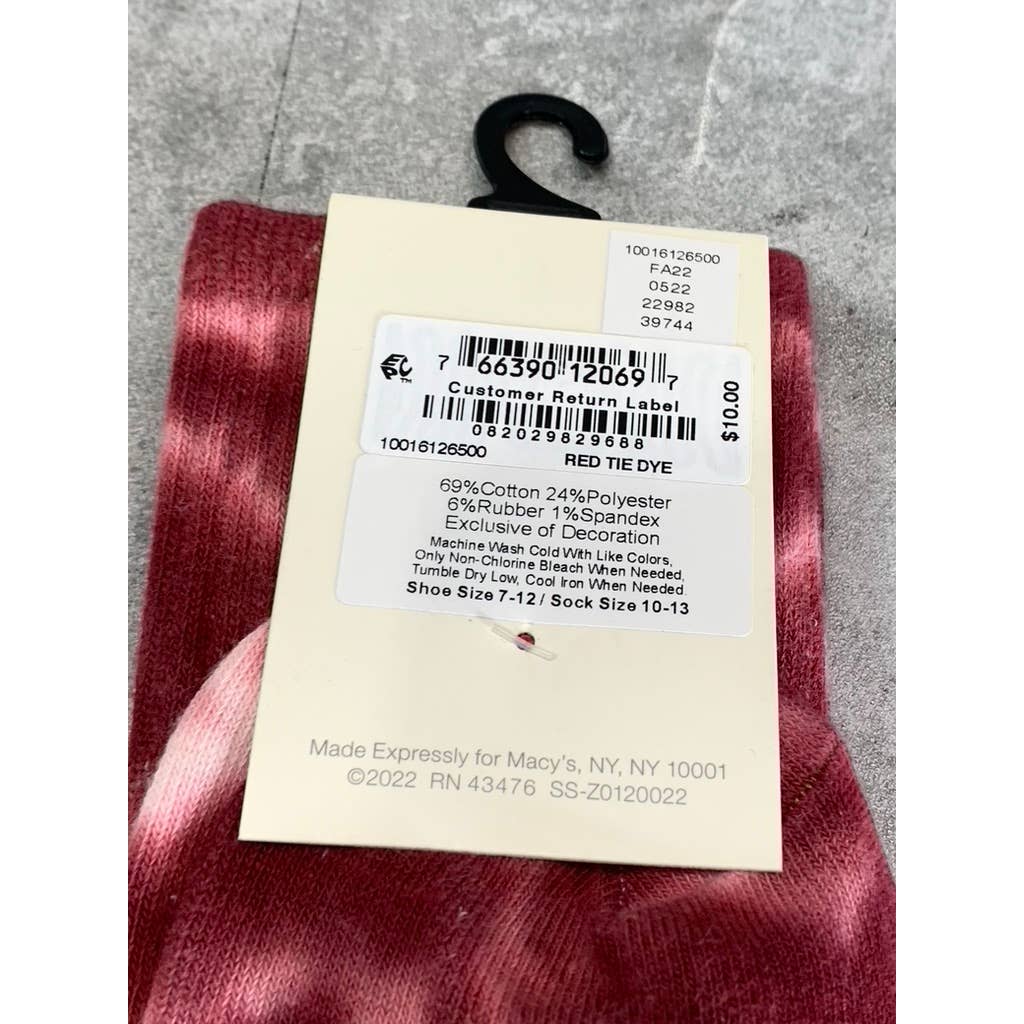 10016126500
FA22
0522
22982
39744
7 66390 12069 7
Customer Return Label
082029829688
10016126500 RED TIE DYE
$10.00
69%Cotton 24%Polyester
6%Rubber 1%Spandex
Exclusive of Decoration
Machine Wash Cold With Like Colors,
Only Non-Chlorine Bleach When Needed,
Tumble Dry Low, Cool Iron When Needed.
Shoe Size 7-12 / Sock Size 10-13
Made Expressly for Macy's, NY, NY 10001
©2022 RN 43476 SS-Z0120022